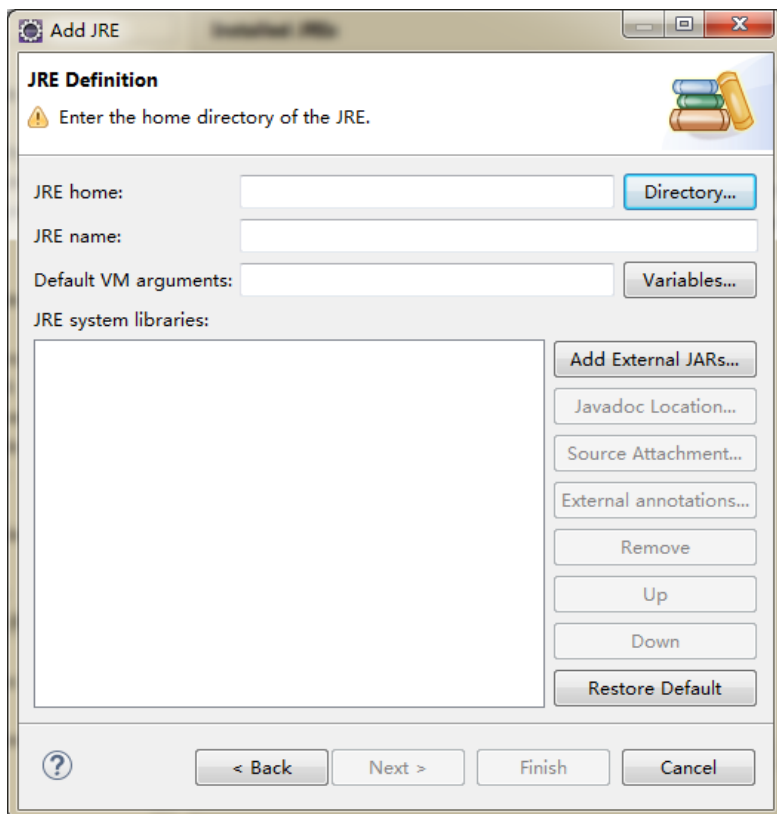 Add JRE
JRE Definition
Enter the home directory of the JRE.
JRE home:
Directory...
JRE name:
Default VM arguments:
Variables...
JRE system libraries:
Add External JARs...
Javadoc Location...
Source Attachment...
External annotations...
Remove
Up
Down
Restore Default
?
< Back
Next >
Finish
Cancel